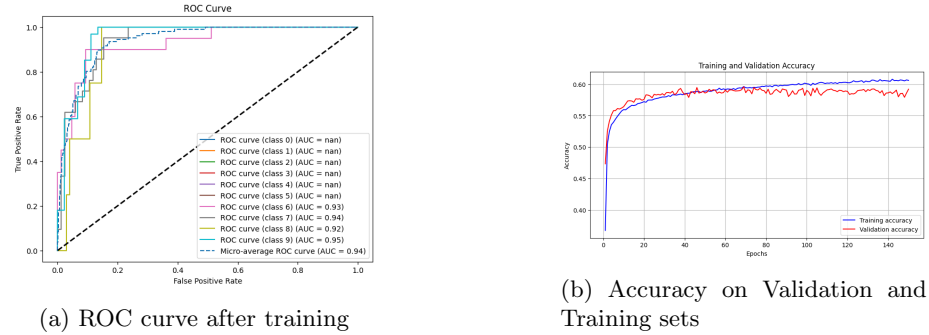 ROC Curve
True Positive Rate
1.0
0.8
0.6
0.4
0.2
0.0
0.0 0.2 0.4 0.6 0.8 1.0
False Positive Rate
ROC curve (class 0) (AUC = nan)
ROC curve (class 1) (AUC = nan)
ROC curve (class 2) (AUC = nan)
ROC curve (class 3) (AUC = nan)
ROC curve (class 4) (AUC = nan)
ROC curve (class 5) (AUC = nan)
ROC curve (class 6) (AUC = 0.93)
ROC curve (class 7) (AUC = 0.94)
ROC curve (class 8) (AUC = 0.92)
ROC curve (class 9) (AUC = 0.95)
Micro-average ROC curve (AUC = 0.94)
(a) ROC curve after training
Training and Validation Accuracy
Accuracy
0.60
0.55
0.50
0.45
0.40
0 20 40 60 80 100 120 140
Epochs
Training accuracy
Validation accuracy
(b) Accuracy on Validation and
Training sets